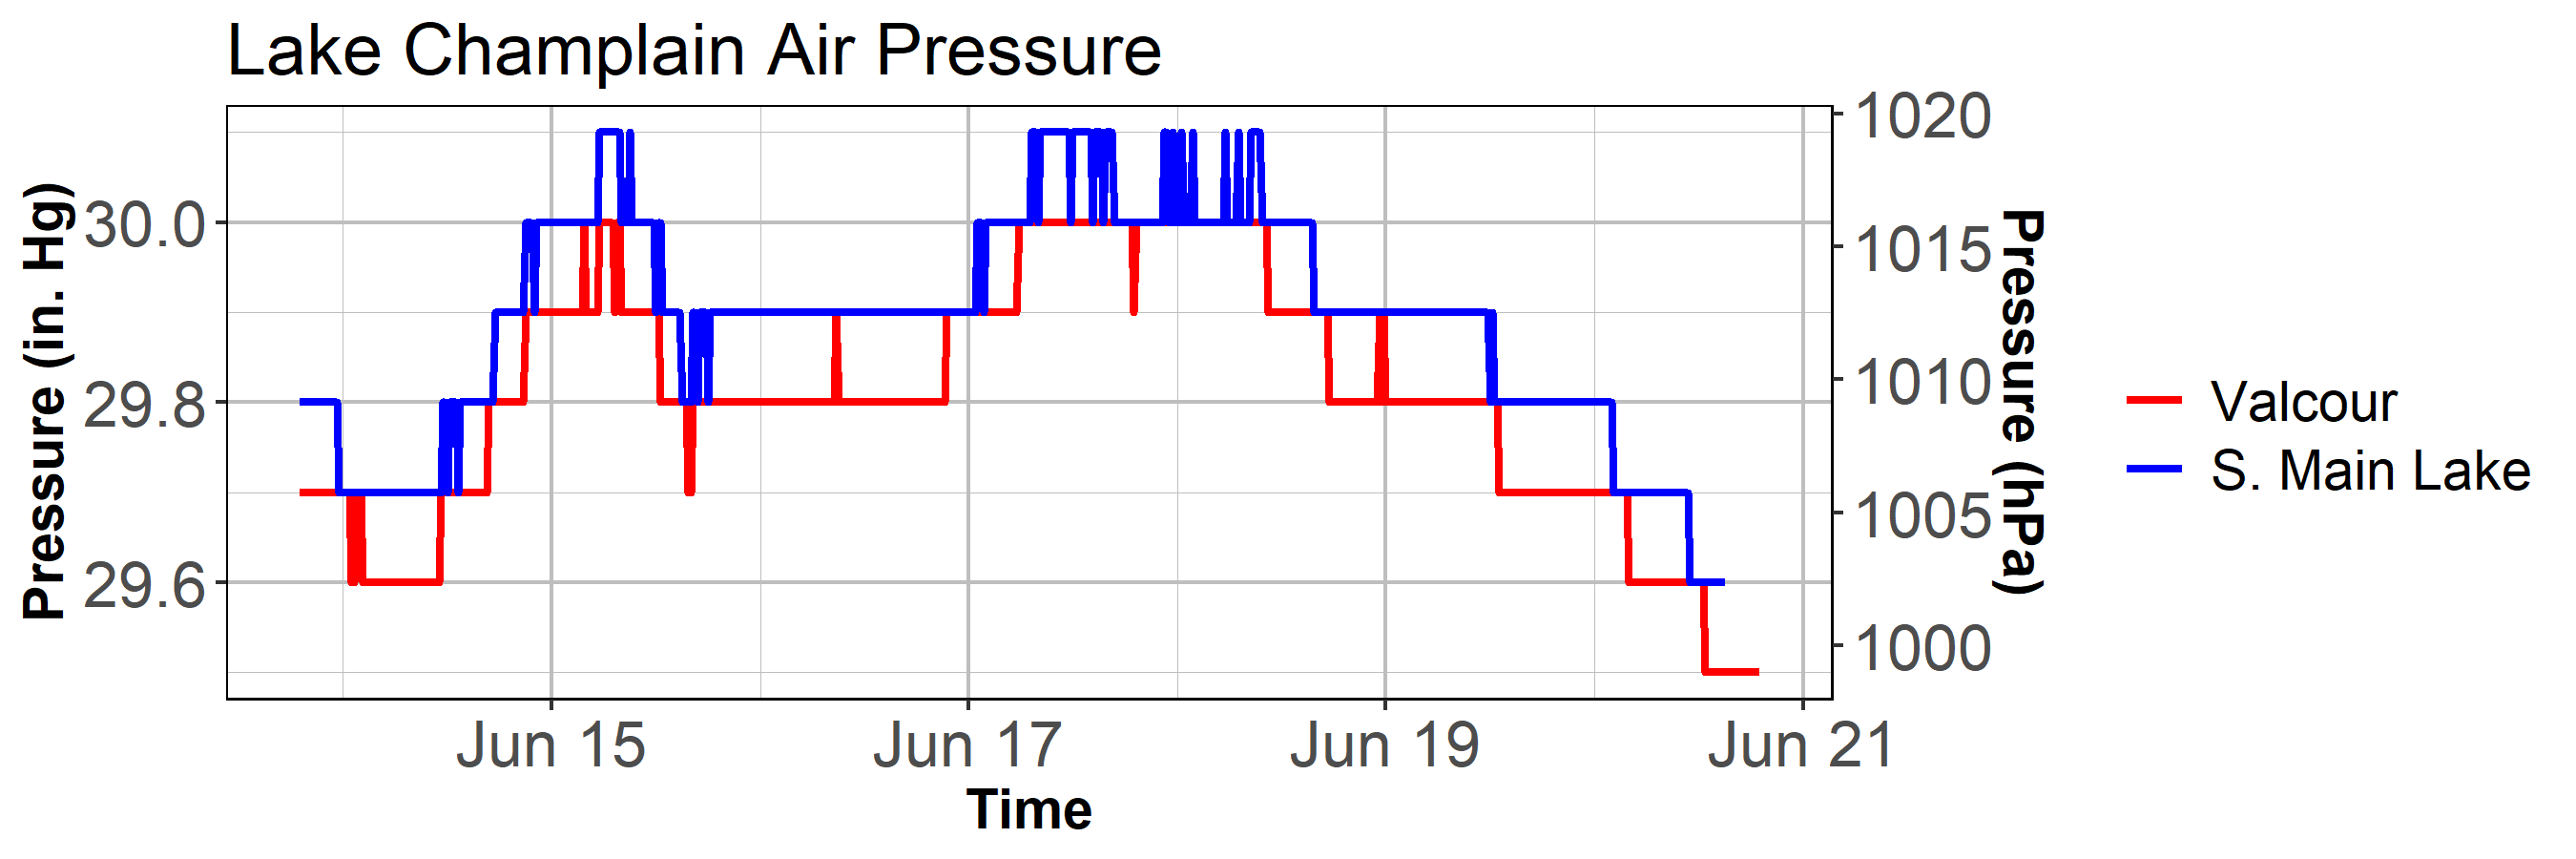 Lake Champlain Air Pressure
Pressure (in. Hg)
30.0
29.8
29.6
1020
1015
1010
1005
1000
Pressure (hPa)
Jun 15
Jun 17
Jun 19
Jun 21
Time
Valcour
S. Main Lake